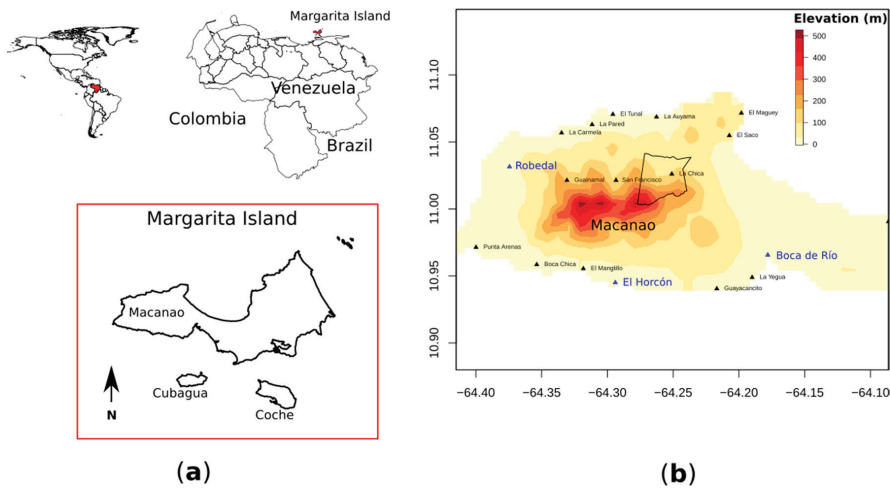 Margarita Island
Venezuela
Colombia
Brazil
Margarita Island
Macanao
N
Cubagua
Coche
(a)
Elevation (m)
500
400
300
200
100
0
11.10
11.05
11.00
10.95
10.90
El Tunal
La Auyama
El Maguey
La Pared
La Carmela
El Saco
Robedal
Guainamal
San Francisco
La Chica
Macanao
Punta Arenas
Boca Chica
El Manglillo
Boca de Río
El Horcón
La Yegua
Guayacancito
−64.40
−64.35
−64.30
−64.25
−64.20
−64.15
−64.10
(b)